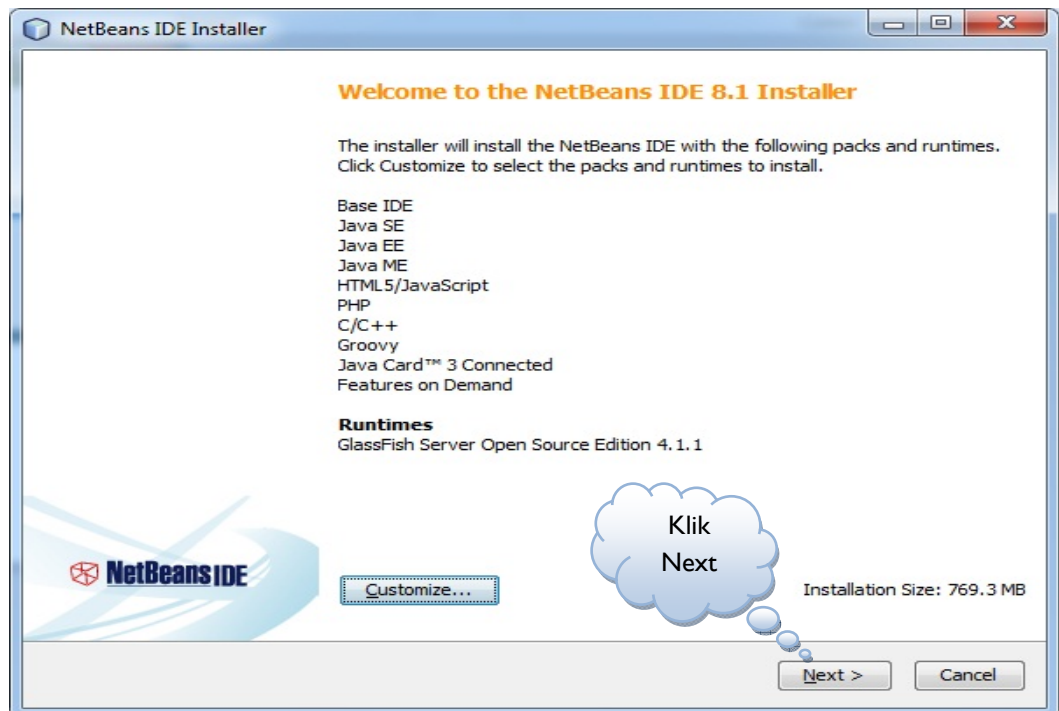 NetBeans IDE Installer
Welcome to the NetBeans IDE 8.1 Installer
The installer will install the NetBeans IDE with the following packs and runtimes.
Click Customize to select the packs and runtimes to install.
Base IDE
Java SE
Java EE
Java ME
HTML5/JavaScript
PHP
C/C++
Groovy
Java Card™ 3 Connected
Features on Demand
Runtimes
GlassFish Server Open Source Edition 4.1.1
Klik
Next
NetBeans IDE
Customize...
Installation Size: 769.3 MB
Next >
Cancel